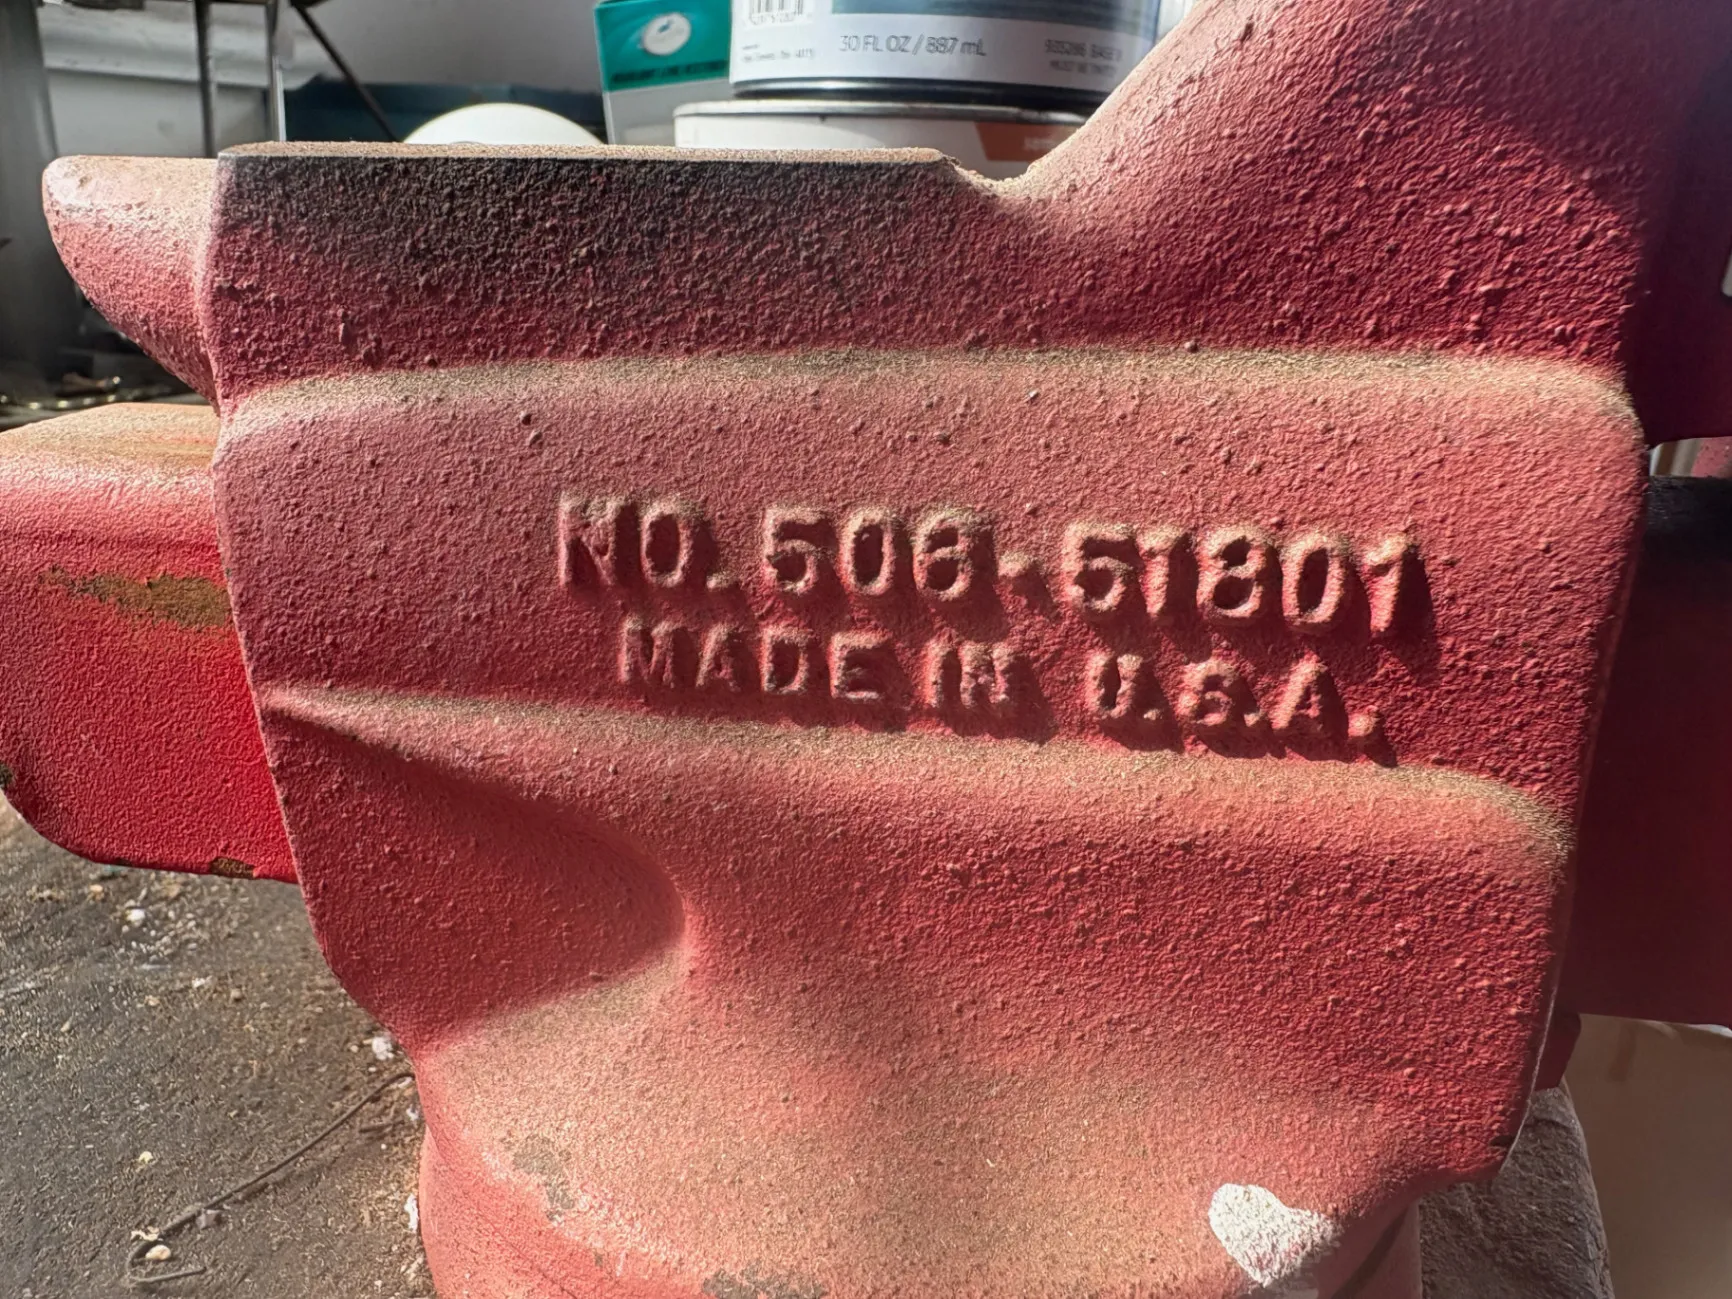 30 FL OZ / 887 mL
NO. 506-51801
MADE IN U.S.A.